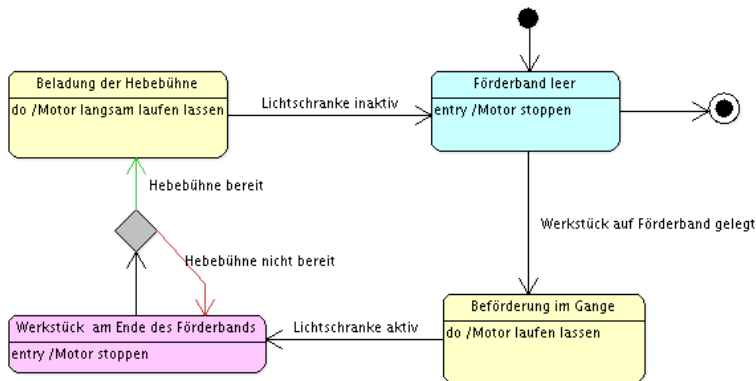 Beladung der Hebebühne
do /Motor langsam laufen lassen
Lichtschranke inaktiv
Förderband leer
entry /Motor stoppen
Hebebühne bereit
Werkstück auf Förderband gelegt
Hebebühne nicht bereit
Werkstück am Ende des Förderbands
entry /Motor stoppen
Lichtschranke aktiv
Beförderung im Gange
do /Motor laufen lassen